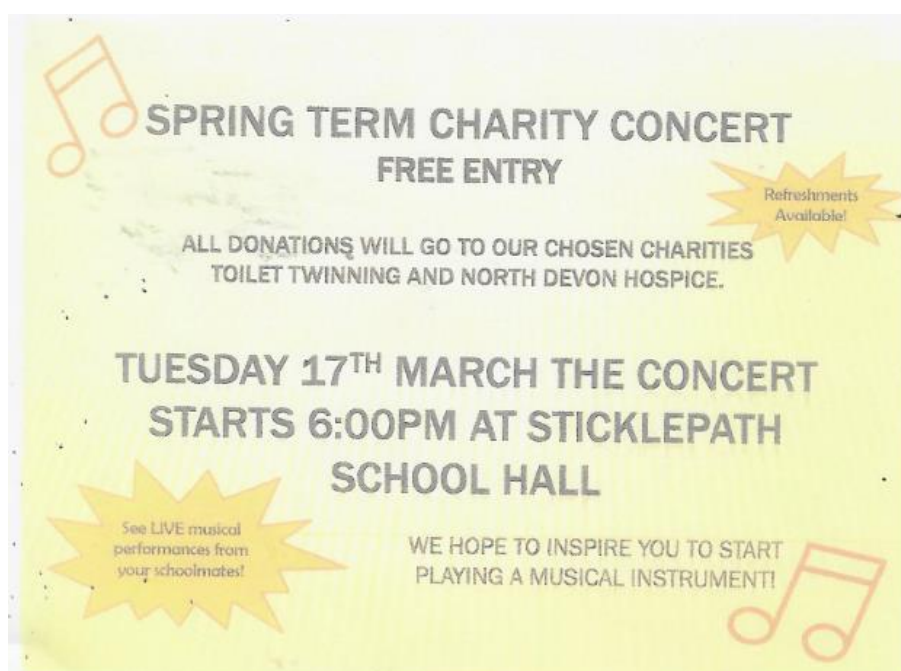 SPRING TERM CHARITY CONCERT
FREE ENTRY
Refreshments
Available!
ALL DONATIONS WILL GO TO OUR CHOSEN CHARITIES
TOILET TWINNING AND NORTH DEVON HOSPICE.
TUESDAY 17TH MARCH THE CONCERT
STARTS 6:00PM AT STICKLEPATH
SCHOOL HALL
See LIVE musical
performances from
your schoolmates!
WE HOPE TO INSPIRE YOU TO START
PLAYING A MUSICAL INSTRUMENT!